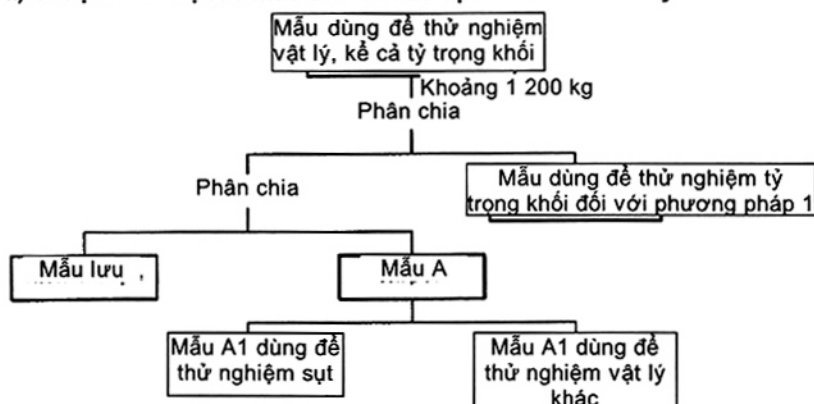 Mẫu dùng để thử nghiệm
vật lý, kể cả tỷ trọng khối
Khoảng 1 200 kg
Phân chia
Phân chia
Mẫu dùng để thử nghiệm tỷ
trọng khối đối với phương pháp 1
Mẫu lưu
Mẫu A
Mẫu A1 dùng để
thử nghiệm sụt
Mẫu A1 dùng để
thử nghiệm vật lý
khác